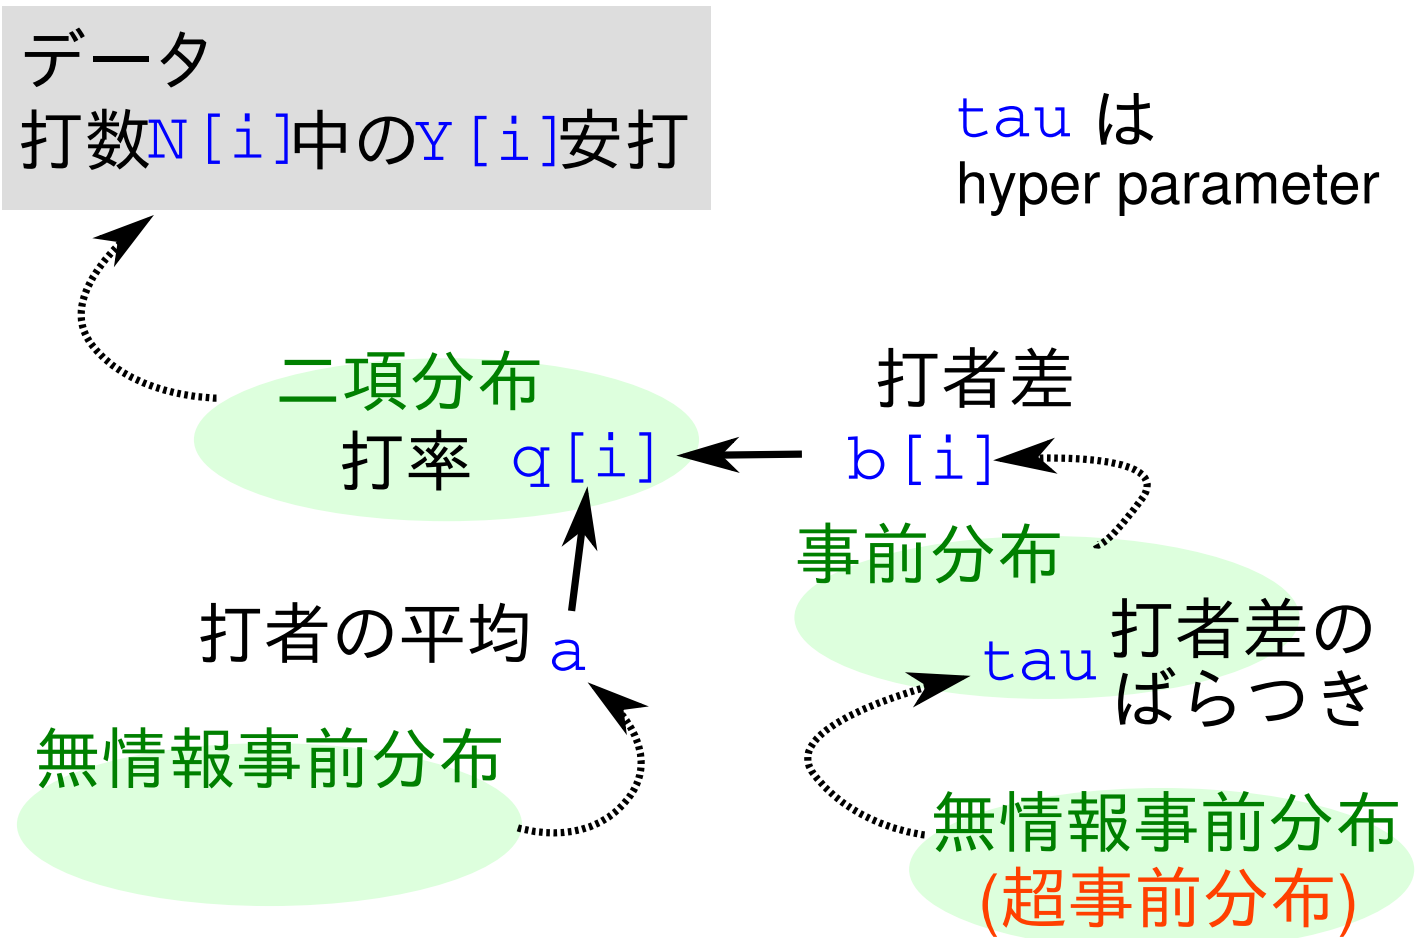 データ
打数N[i]中のY[i]安打
tau は
hyper parameter
二項分布
打率 q[i]
打者差
b[i]
事前分布
打者の平均 a
tau 打者差の
ばらつき
無情報事前分布
無情報事前分布
(超事前分布)